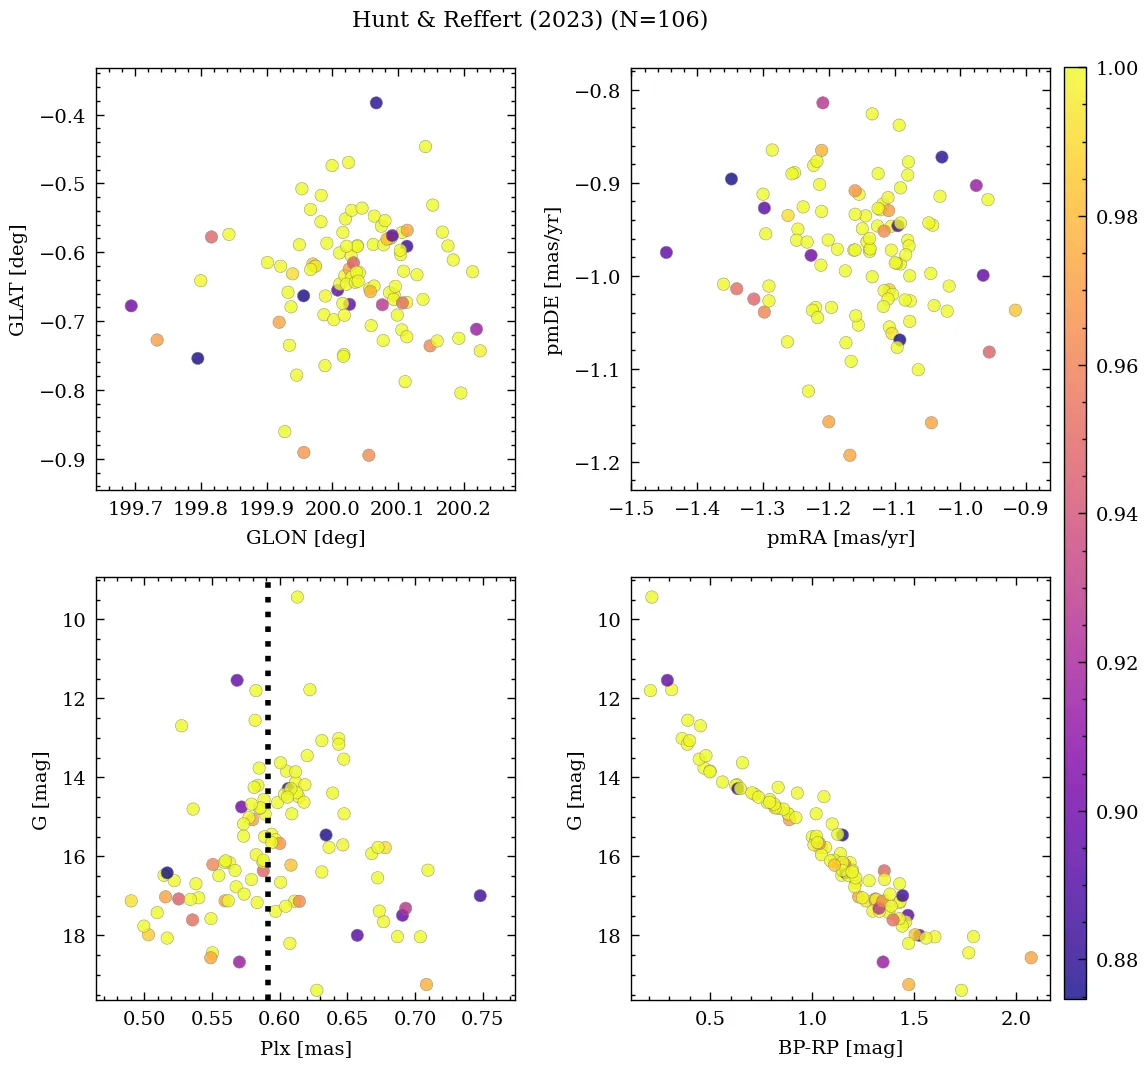 Hunt & Reffert (2023) (N=106)
−0.4
−0.5
−0.6
−0.7
−0.8
−0.9
GLAT [deg]
199.7 199.8 199.9 200.0 200.1 200.2
GLON [deg]
−0.8
−0.9
−1.0
−1.1
−1.2
pmDE [mas/yr]
−1.5 −1.4 −1.3 −1.2 −1.1 −1.0 −0.9
pmRA [mas/yr]
10
12
14
16
18
G [mag]
0.50 0.55 0.60 0.65 0.70 0.75
Plx [mas]
10
12
14
16
18
G [mag]
0.5 1.0 1.5 2.0
BP-RP [mag]
1.00
0.98
0.96
0.94
0.92
0.90
0.88